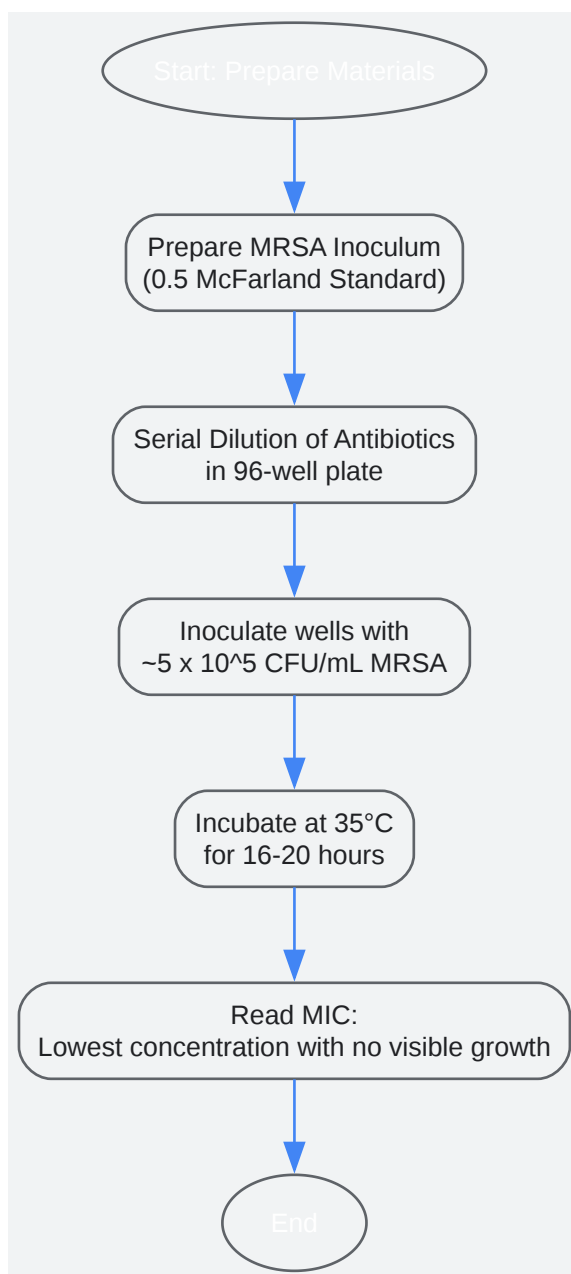 Start: Prepare Materials
Prepare MRSA Inoculum
(0.5 McFarland Standard)
Serial Dilution of Antibiotics
in 96-well plate
Inoculate wells with
~5 x 10^5 CFU/mL MRSA
Incubate at 35°C
for 16-20 hours
Read MIC:
Lowest concentration with no visible growth
End